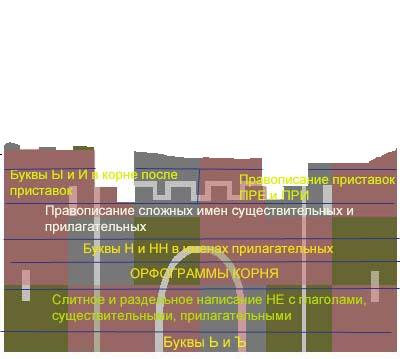 Буквы Ы и И в корне после
приставок
Правописание приставок
ПРЕ и ПРИ
Правописание сложных имен существительных и
прилагательных
Буквы Н и НН в именах прилагательных
ОРФОГРАММЫ КОРНЯ
Слитное и раздельное написание НЕ с глаголами,
существительными, прилагательными
Буквы Ь и Ъ